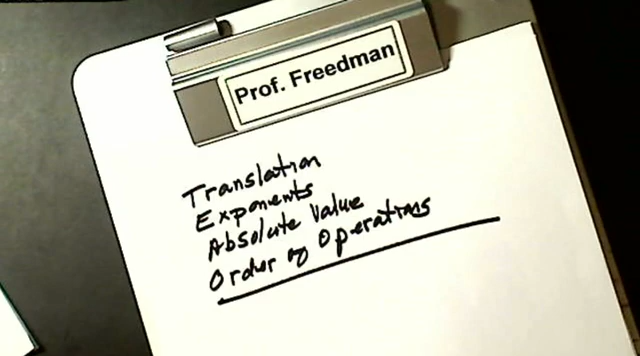 Prof. Freedman
Translation
Exponents
Absolute Value
Order of Operations